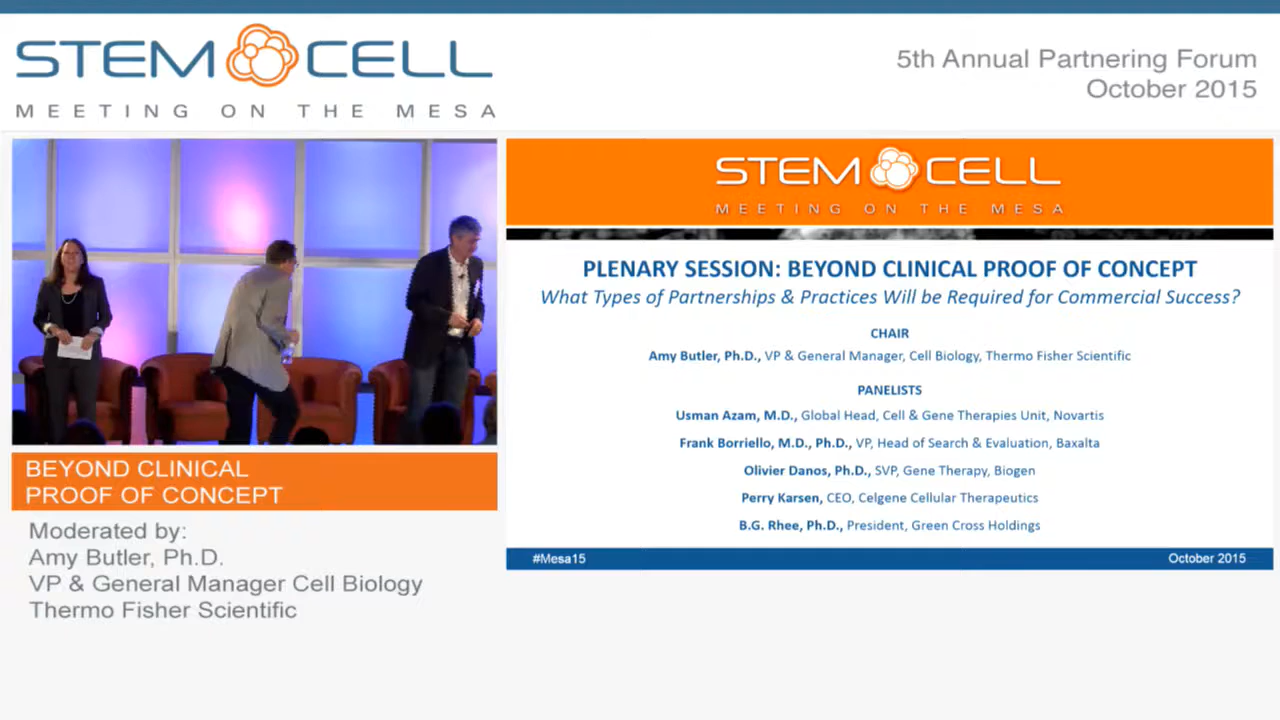 STEM CELL
MEETING ON THE MESA
5th Annual Partnering Forum
October 2015
STEM CELL
MEETING ON THE MESA
PLENARY SESSION: BEYOND CLINICAL PROOF OF CONCEPT
What Types of Partnerships & Practices Will be Required for Commercial Success?
CHAIR
Amy Butler, Ph.D., VP & General Manager, Cell Biology, Thermo Fisher Scientific
PANELISTS
Usman Azam, M.D., Global Head, Cell & Gene Therapies Unit, Novartis
Frank Borriello, M.D., Ph.D., VP, Head of Search & Evaluation, Baxalta
Olivier Danos, Ph.D., SVP, Gene Therapy, Biogen
Perry Karsen, CEO, Celgene Cellular Therapeutics
B.G. Rhee, Ph.D., President, Green Cross Holdings
#Mesa15
October 2015
BEYOND CLINICAL
PROOF OF CONCEPT
Moderated by:
Amy Butler, Ph.D.
VP & General Manager Cell Biology
Thermo Fisher Scientific